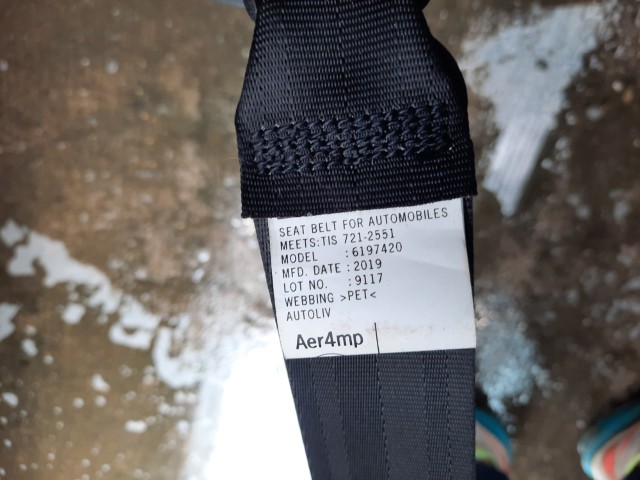 SEAT BELT FOR AUTOMOBILES
MEETS:TIS 721-2551
MODEL : 6197420
MFD. DATE : 2019
LOT NO. : 9117
WEBBING >PET<
AUTOLIV
Aer4mp